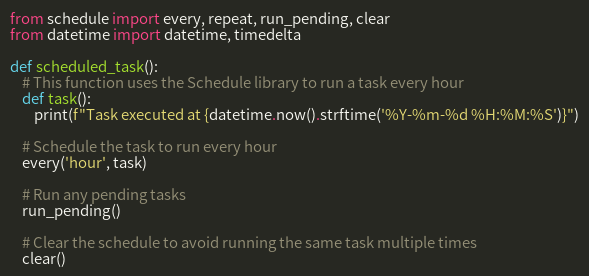 from schedule import every, repeat, run_pending, clear
from datetime import datetime, timedelta
def scheduled_task():
# This function uses the Schedule library to run a task every hour
def task():
print(f"Task executed at {datetime.now().strftime('%Y-%m-%d %H:%M:%S')}")
# Schedule the task to run every hour
every('hour', task)
# Run any pending tasks
run_pending()
# Clear the schedule to avoid running the same task multiple times
clear()